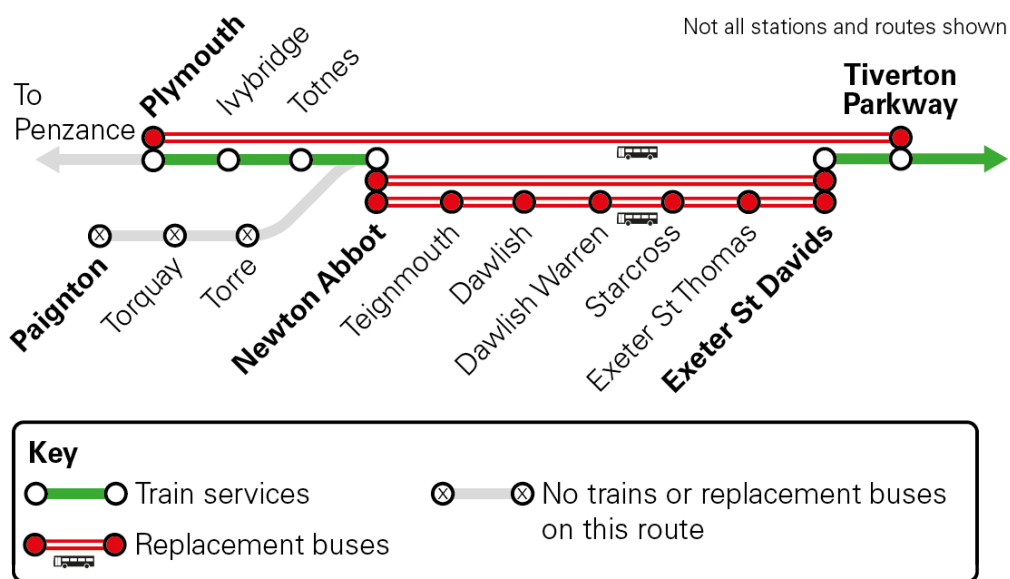 Not all stations and routes shown
To
Penzance
Plymouth
Ivybridge
Totnes
Tiverton
Parkway
Paignton
Torquay
Torre
Newton Abbot
Teignmouth
Dawlish
Dawlish Warren
Starcross
Exeter St Thomas
Exeter St Davids
Key
Train services
Replacement buses
No trains or replacement buses
on this route